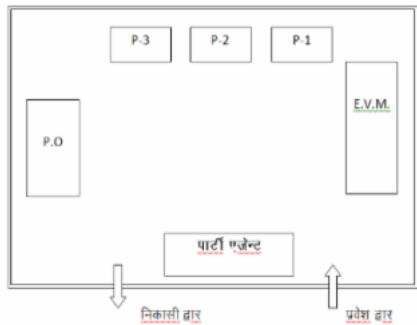 P-3 P-2 P-1
E.V.M.
P.O
पार्टी एजेन्ट
निकासी द्वार प्रवेश द्वार